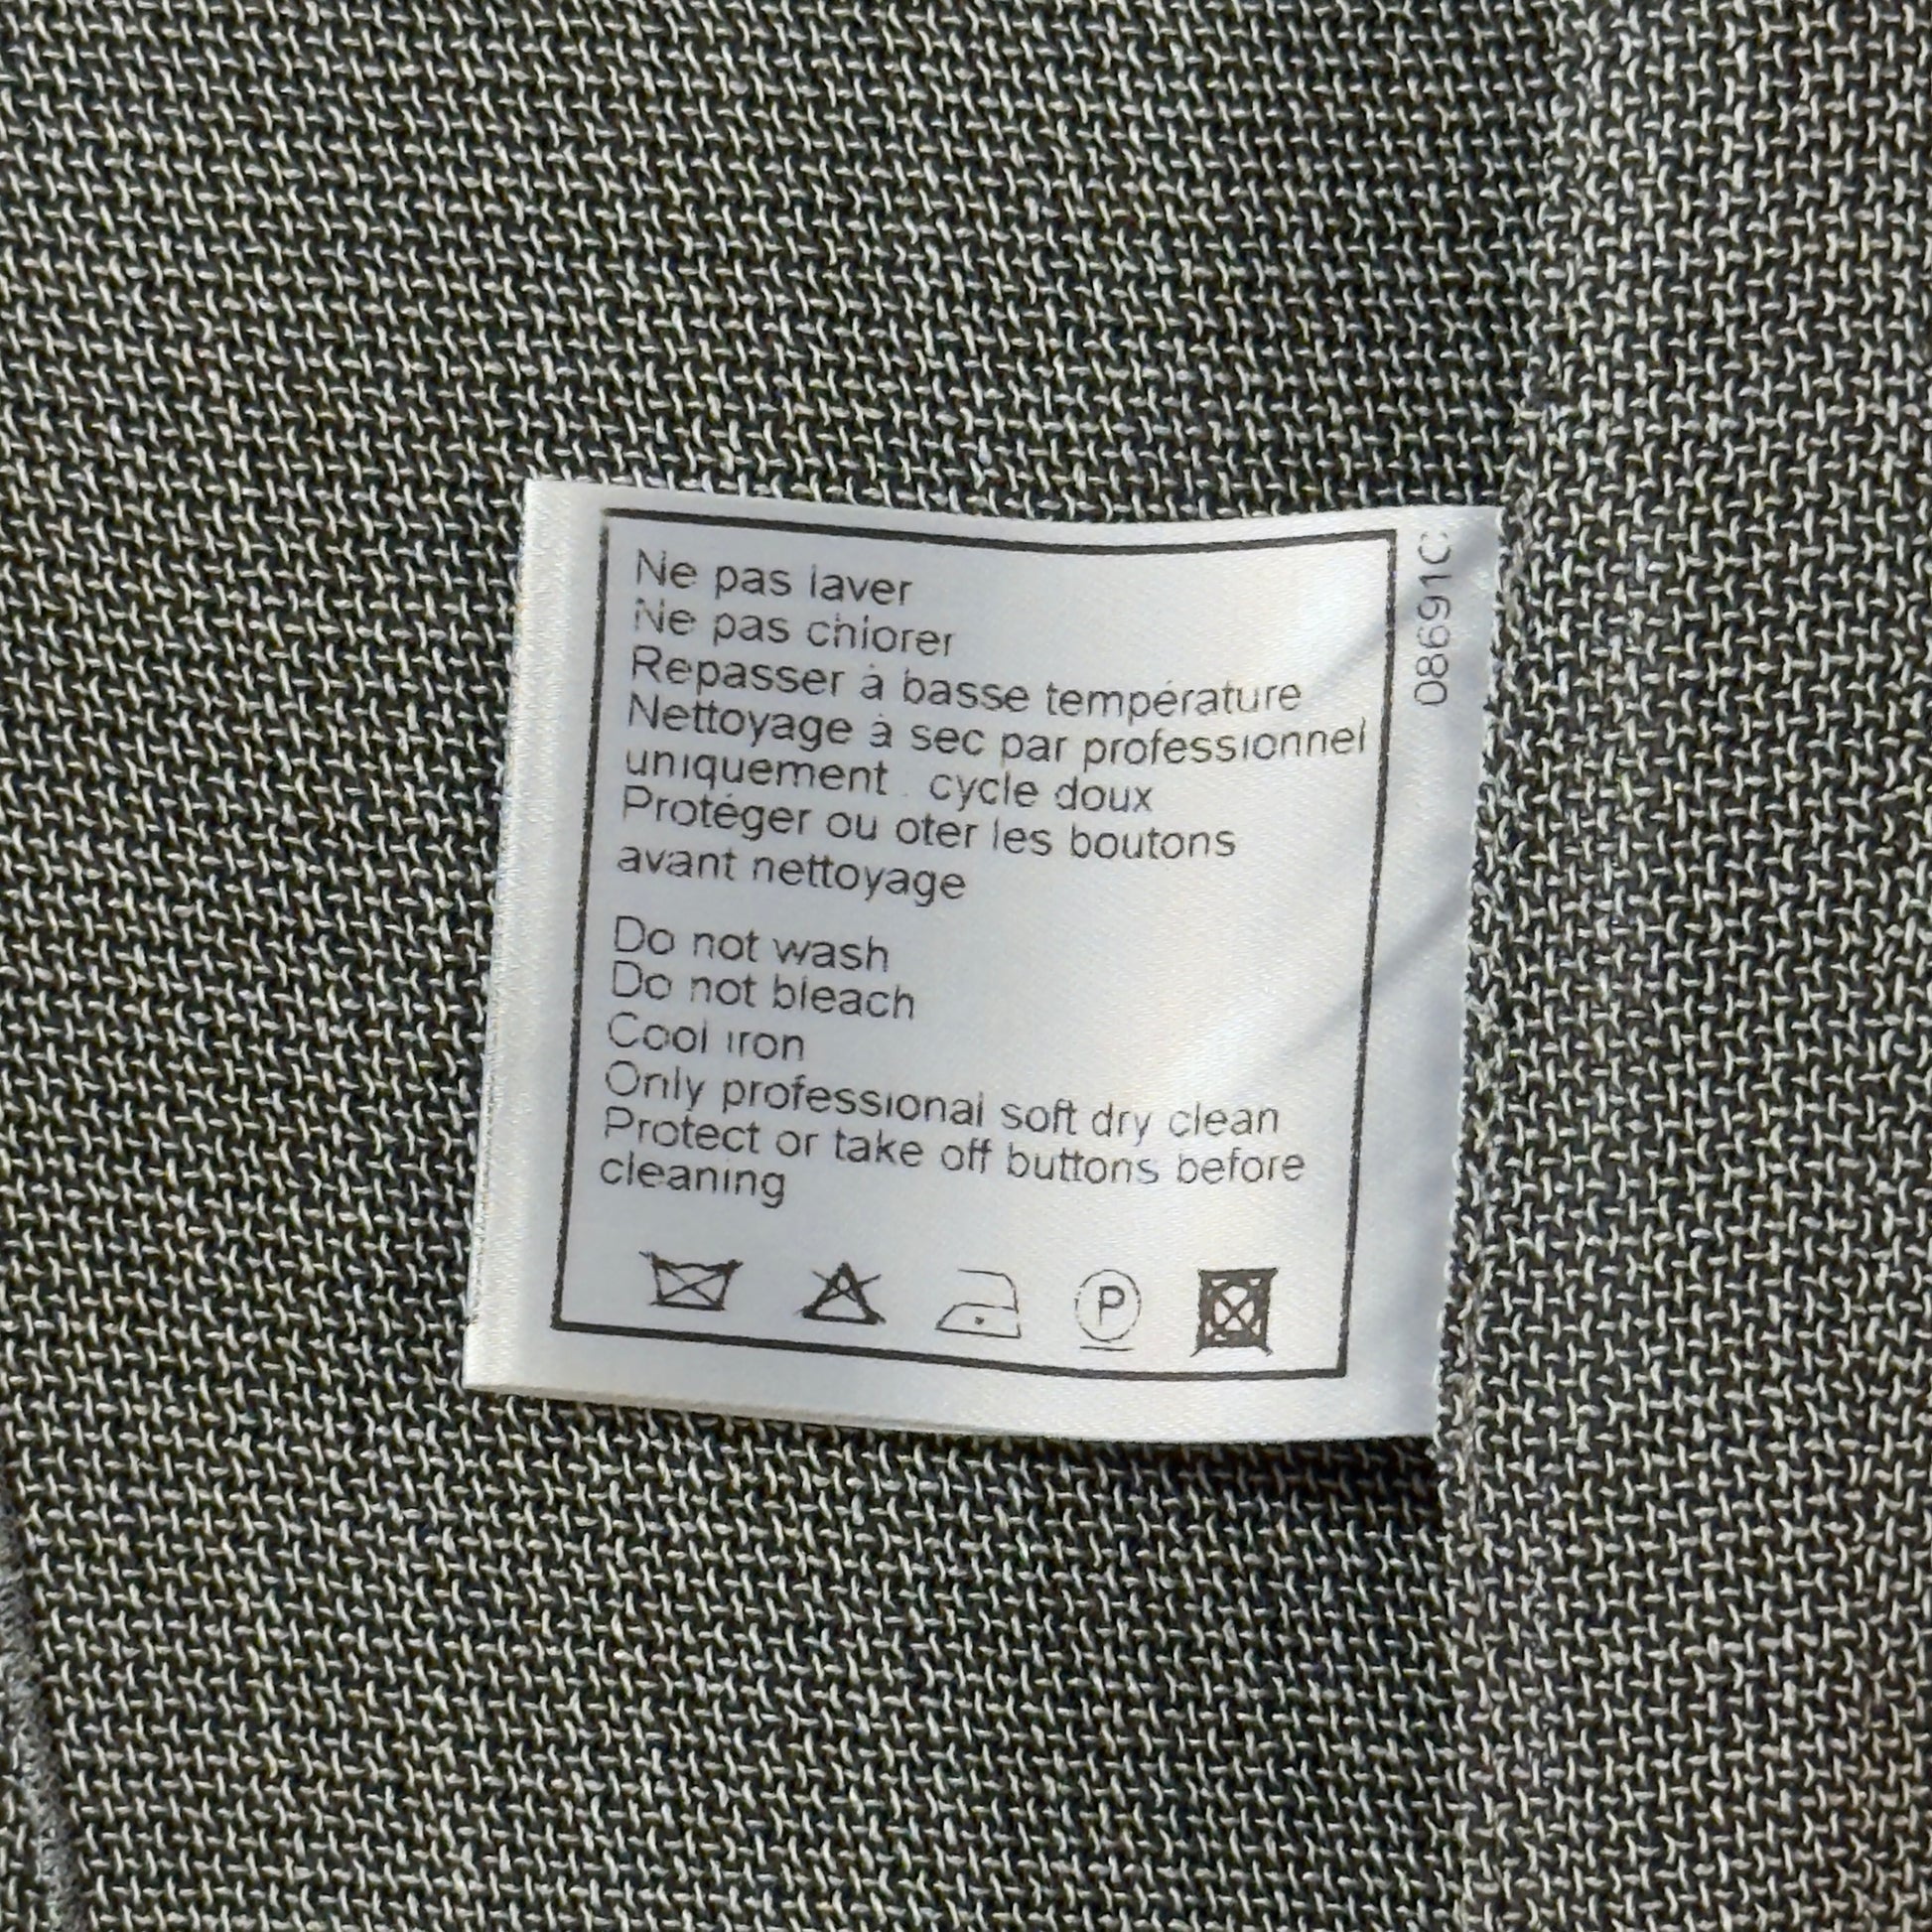 Ne pas laver
Ne pas chlorer
Repasser à basse température
Nettoyage à sec par professionnel
uniquement . cycle doux
Protéger ou oter les boutons
avant nettoyage
Do not wash
Do not bleach
Cool iron
Only professional soft dry clean
Protect or take off buttons before
cleaning
P
08691C